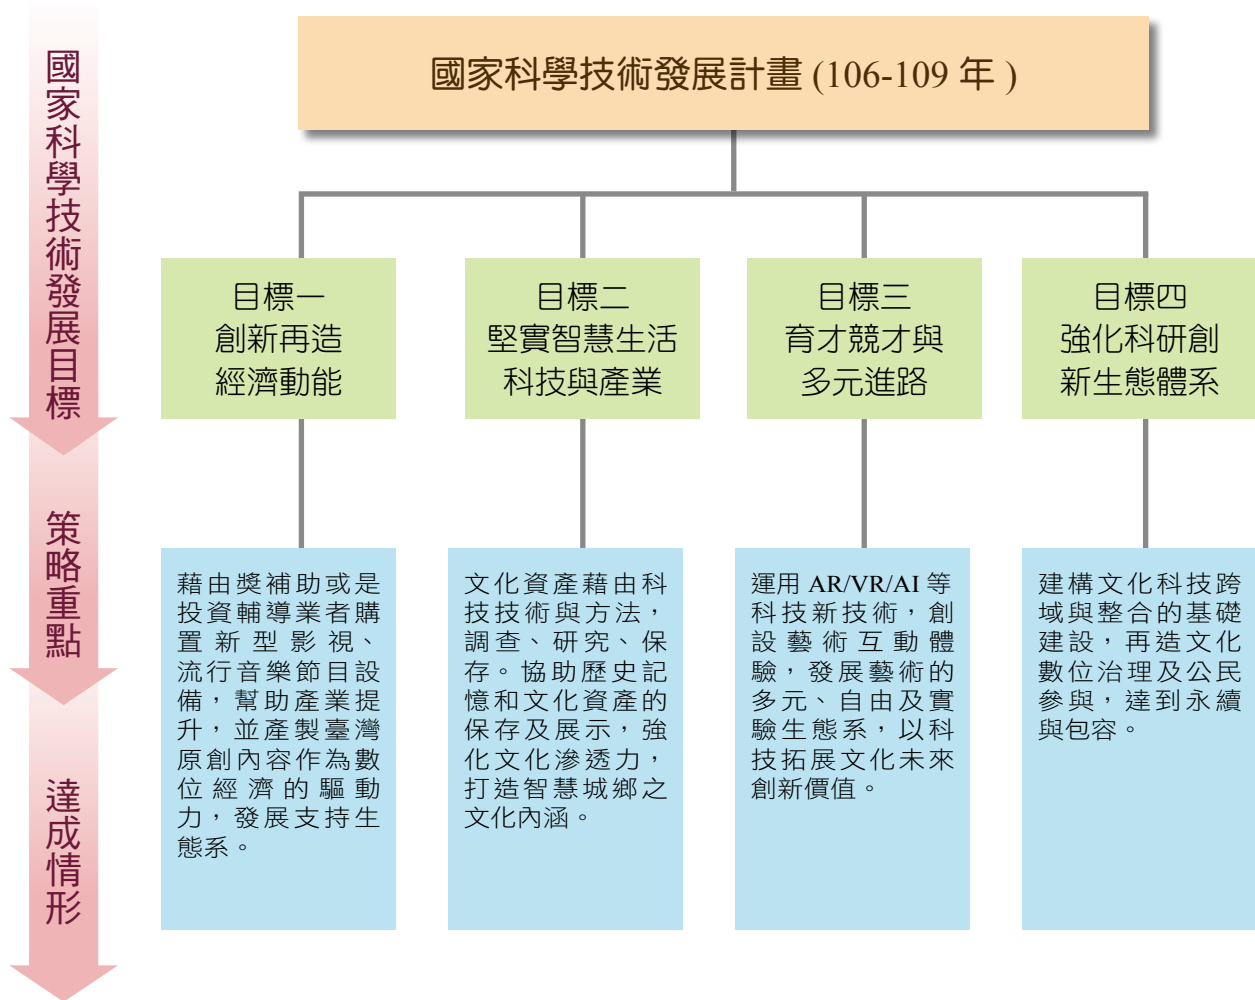 國家科學技術發展目標
策略重點
達成情形
國家科學技術發展計畫 (106-109 年 )
目標一
創新再造
經濟動能
目標二
堅實智慧生活
科技與產業
目標三
育才競才與
多元進路
目標四
強化科研創
新生態體系
藉由獎補助或是
投資輔導業者購
置新型影視、
流行音樂節目設
備，幫助產業提
升，並產製臺灣
原創內容作為數
位經濟的驅動
力，發展支持生
態系。
文化資產藉由科
技技術與方法，
調查、研究、保
存。協助歷史記
憶和文化資產的
保存及展示，強
化文化滲透力，
打造智慧城鄉之
文化內涵。
運用 AR/VR/AI 等
科技新技術，創
設藝術互動體
驗，發展藝術的
多元、自由及實
驗生態系，以科
技拓展文化未來
創新價值。
建構文化科技跨
域與整合的基礎
建設，再造文化
數位治理及公民
參與，達到永續
與包容。